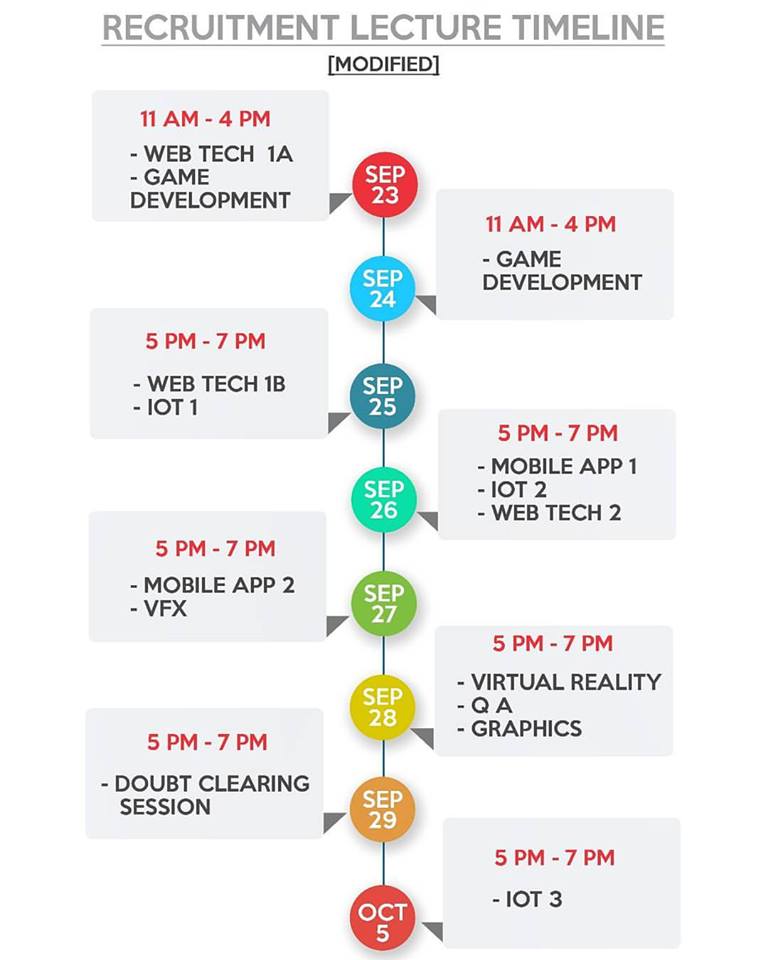 RECRUITMENT LECTURE TIMELINE
[MODIFIED]
11 AM - 4 PM
- WEB TECH 1A
- GAME
DEVELOPMENT
SEP
23
11 AM - 4 PM
- GAME
DEVELOPMENT
SEP
24
5 PM - 7 PM
- WEB TECH 1B
- IOT 1
SEP
25
5 PM - 7 PM
- MOBILE APP 1
- IOT 2
- WEB TECH 2
SEP
26
5 PM - 7 PM
- MOBILE APP 2
- VFX
SEP
27
5 PM - 7 PM
- VIRTUAL REALITY
- Q A
- GRAPHICS
SEP
28
5 PM - 7 PM
- DOUBT CLEARING
SESSION
SEP
29
5 PM - 7 PM
- IOT 3
OCT
5